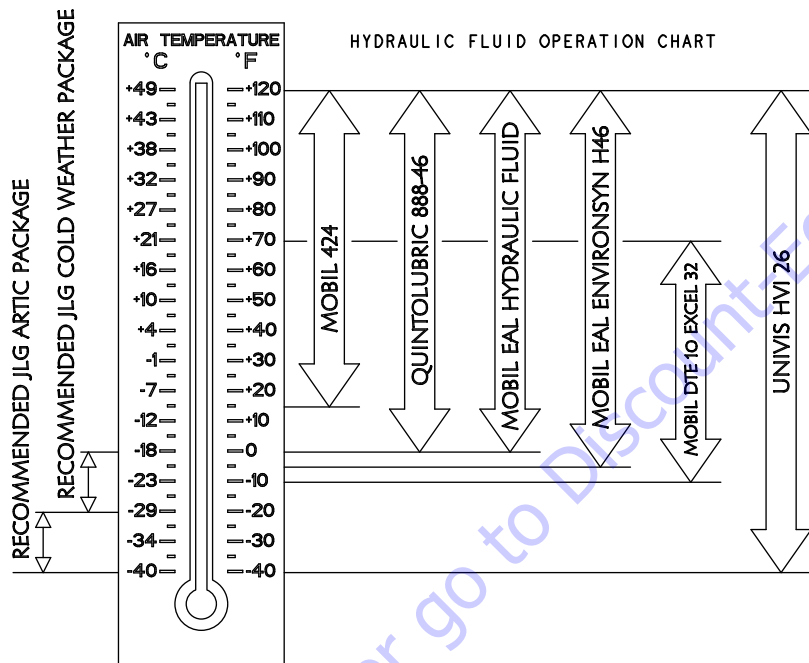 HYDRAULIC FLUID OPERATION CHART
AIR TEMPERATURE
°C °F
+49 +120
+43 +110
+38 +100
+32 +90
+27 +80
+21 +70
+16 +60
+10 +50
+4 +40
-1 +30
-7 +20
-12 +10
-18 0
-23 -10
-29 -20
-34 -30
-40 -40
RECOMMENDED JLG ARTIC PACKAGE
RECOMMENDED JLG COLD WEATHER PACKAGE
MOBIL 424
QUINTOLUBRIC 888-46
MOBIL EAL HYDRAULIC FLUID
MOBIL EAL ENVIRONSYN H46
MOBIL DTE 10 EXCEL 32
UNIVIS HVI 26
go to Discount-E